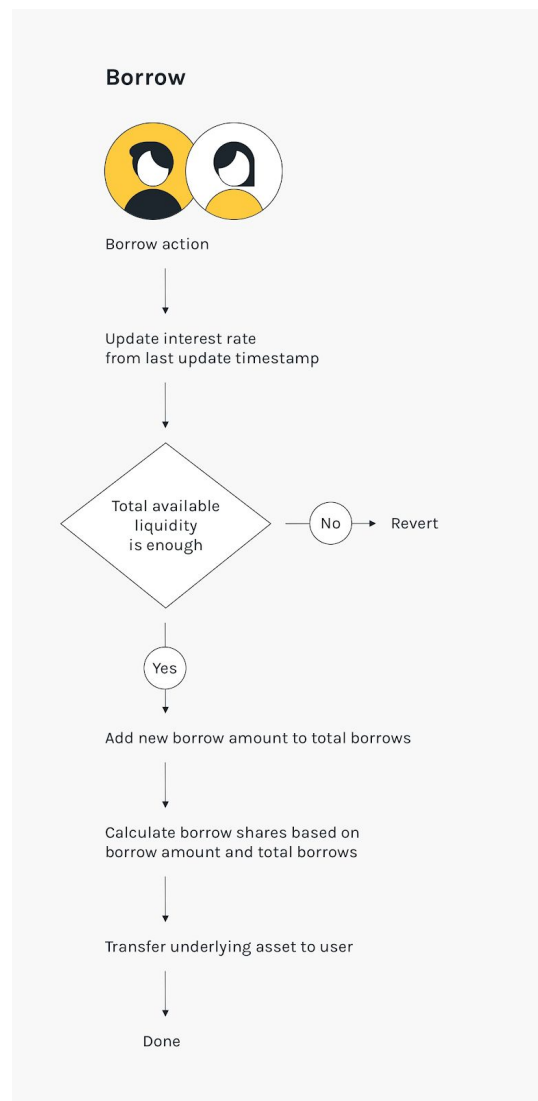 Borrow
Borrow action
Update interest rate
from last update timestamp
Total available
liquidity
is enough
No
Revert
Yes
Add new borrow amount to total borrows
Calculate borrow shares based on
borrow amount and total borrows
Transfer underlying asset to user
Done